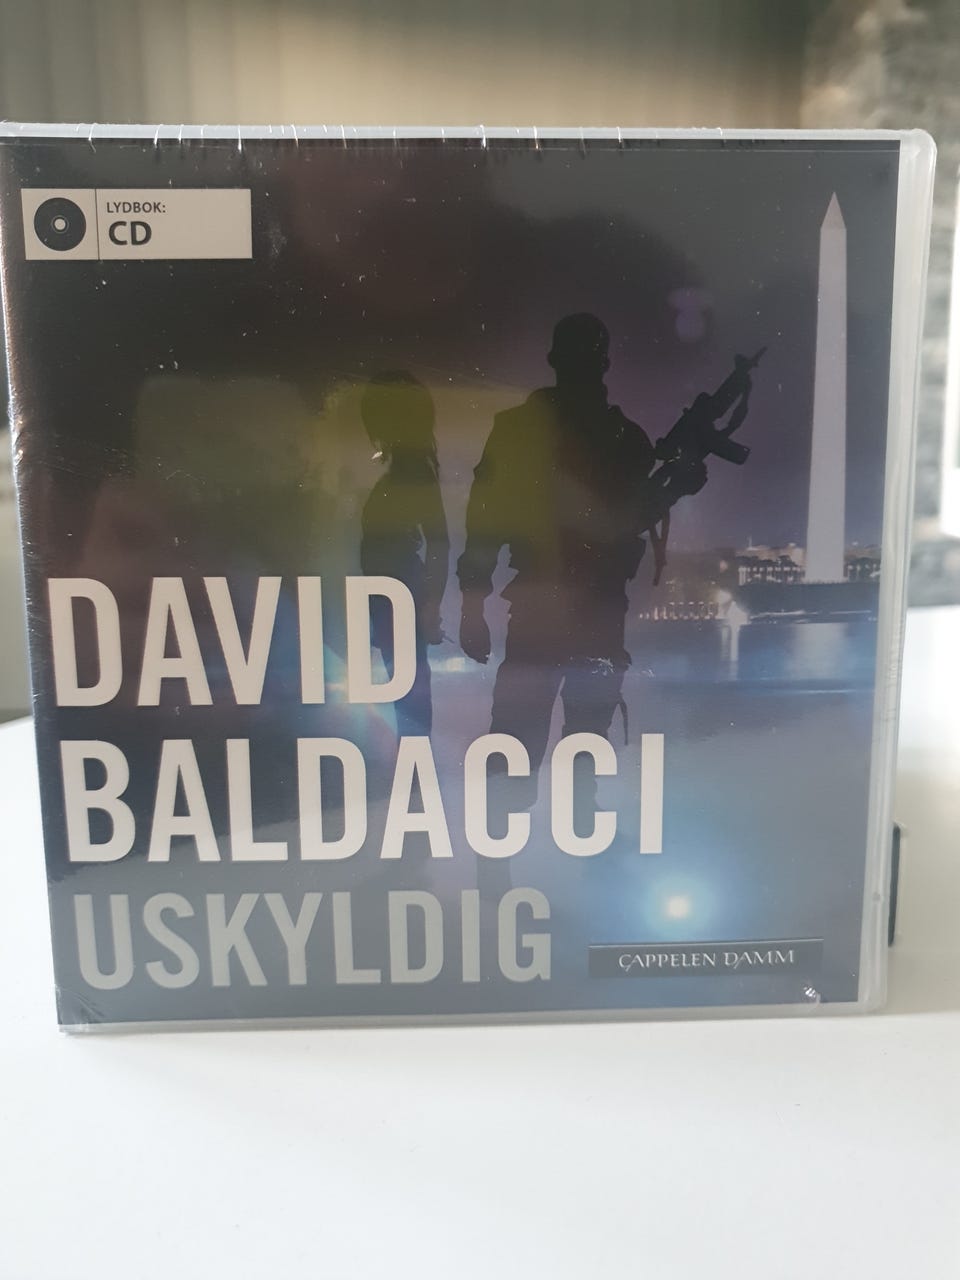 LYDBOK:
CD
DAVID
BALDACCI
USKYLDIG
CAPPELEN DAMM